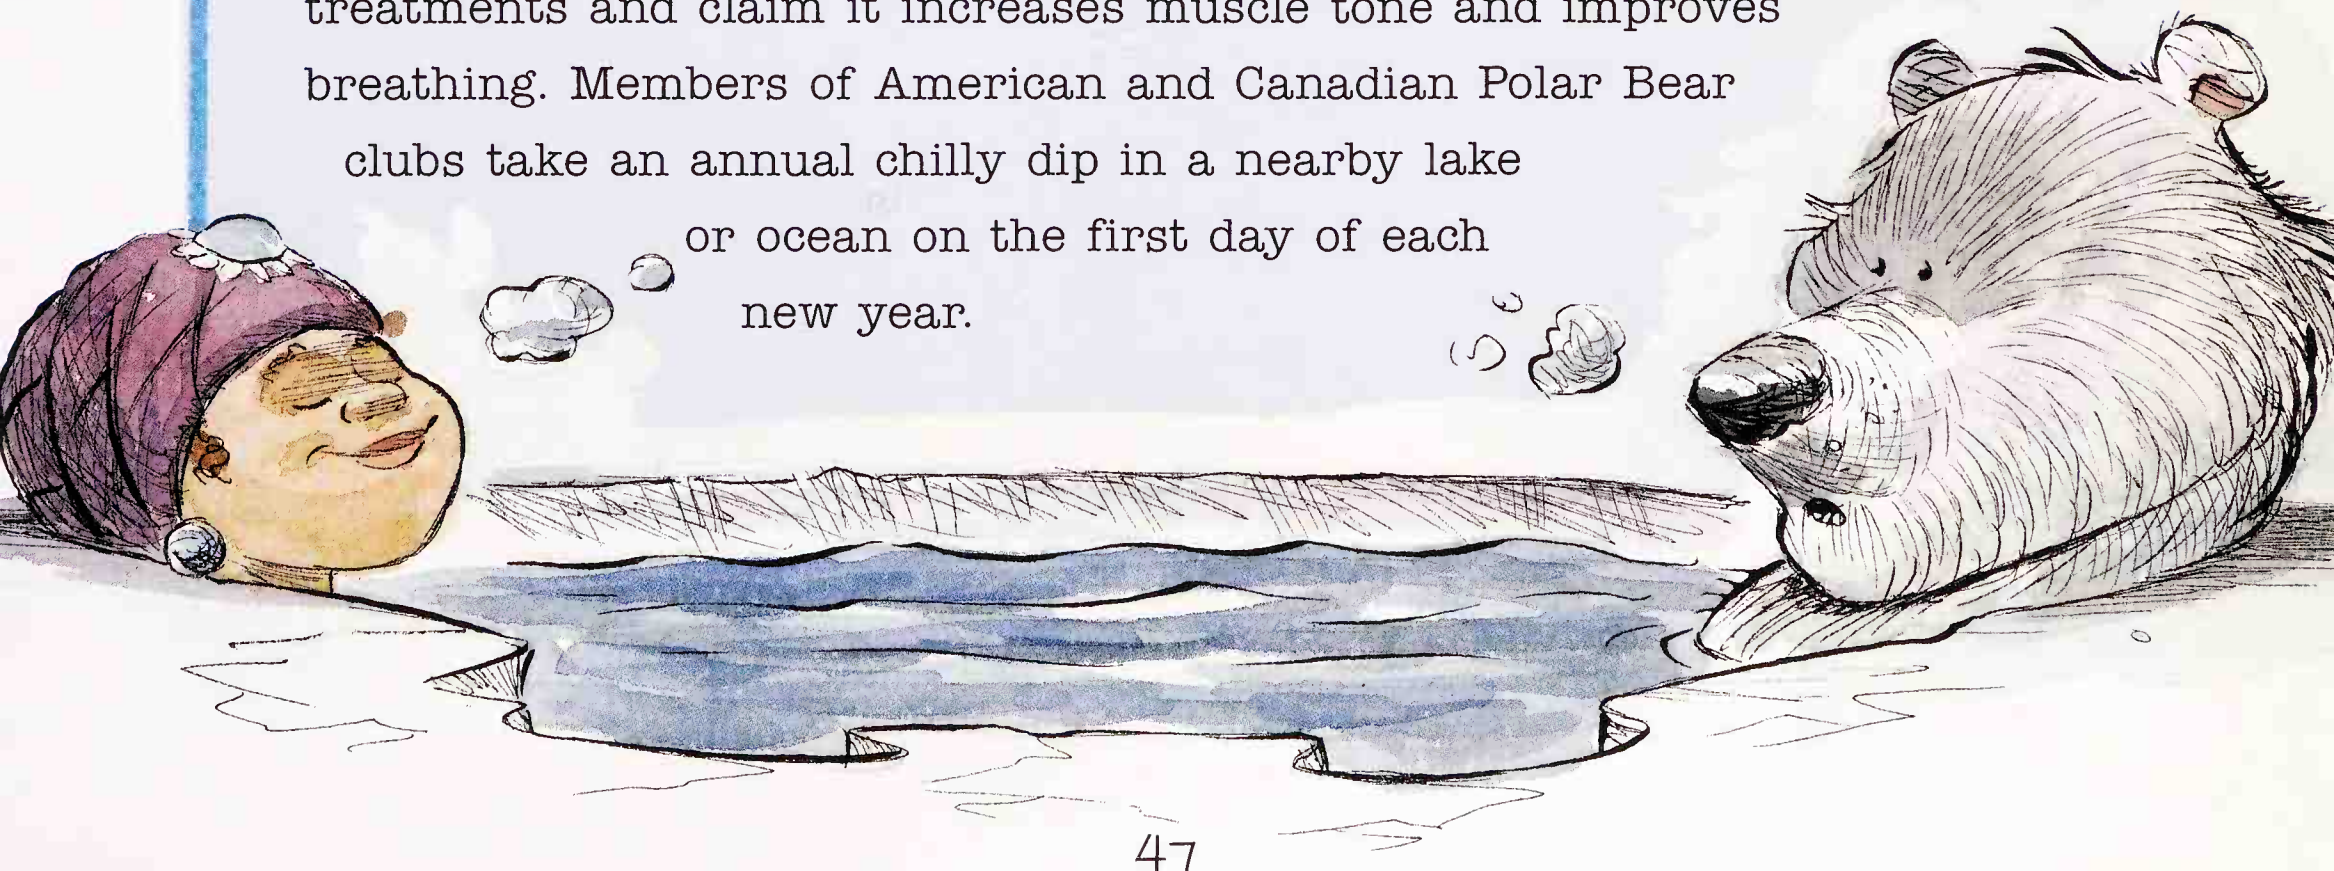 treatments and claim it increases muscle tone and improves
breathing. Members of American and Canadian Polar Bear
clubs take an annual chilly dip in a nearby lake
or ocean on the first day of each
new year.
47